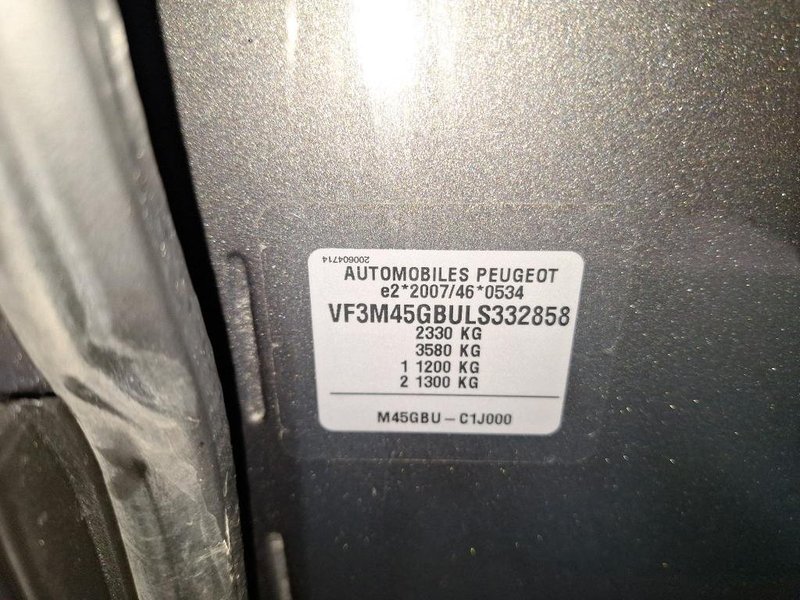 200604714
AUTOMOBILES PEUGEOT
e2*2007/46*0534
VF3M45GBULS332858
2330 KG
3580 KG
1 1200 KG
2 1300 KG
M45GBU-C1J000